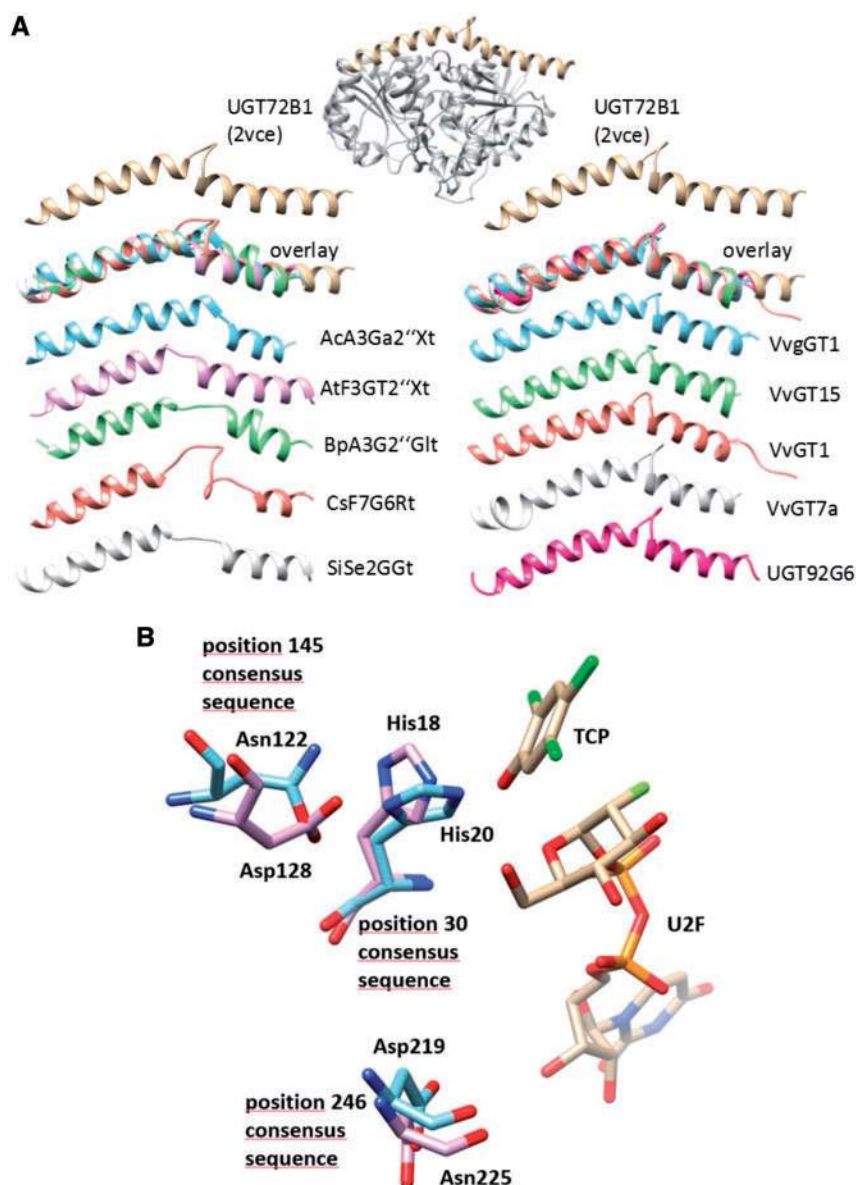 A
UGT72B1
(2vce)
UGT72B1
(2vce)
overlay
overlay
AcA3Ga2“Xt
VvgGT1
AtF3GT2“Xt
VvGT15
BpA3G2“Glt
VvGT1
CsF7G6Rt
VvGT7a
SiSe2GGt
UGT92G6
B
position 145
consensus
sequence
Asn122
His18
TCP
Asp128
His20
position 30
consensus
sequence
U2F
Asp219
position 246
consensus
sequence
Asn225